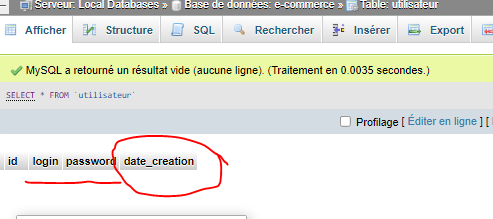 Serveur: Local Databases » Base de données: e-commerce » Table: utilisateur
Afficher Structure SQL Rechercher Insérer Export
MySQL a retourné un résultat vide (aucune ligne). (Traitement en 0.0035 secondes.)
SELECT * FROM `utilisateur`
Profilage [ Éditer en ligne ] [
id login password date_creation